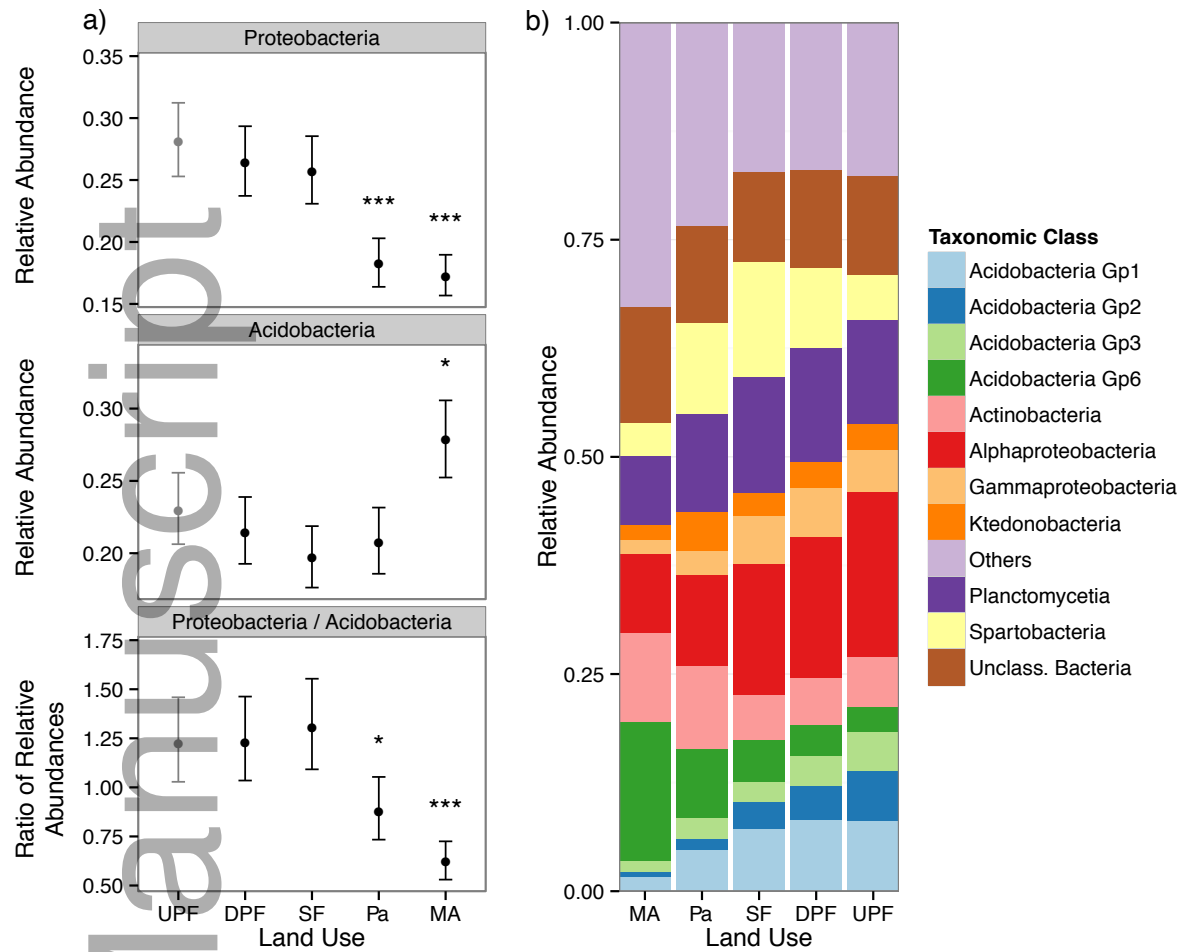 a)
Proteobacteria
Relative Abundance
0.35
0.30
0.25
0.20
0.15
***
***
Acidobacteria
Relative Abundance
0.30
0.25
0.20
*
Proteobacteria / Acidobacteria
Ratio of Relative
Abundances
1.75
1.50
1.25
1.00
0.75
0.50
*
***
UPF DPF SF Pa MA
Land Use
b)
Relative Abundance
1.00
0.75
0.50
0.25
0.00
MA Pa SF DPF UPF
Land Use
Taxonomic Class
Acidobacteria Gp1
Acidobacteria Gp2
Acidobacteria Gp3
Acidobacteria Gp6
Actinobacteria
Alphaproteobacteria
Gammaproteobacteria
Ktedonobacteria
Others
Planctomycetia
Spartobacteria
Unclass. Bacteria
anuscript